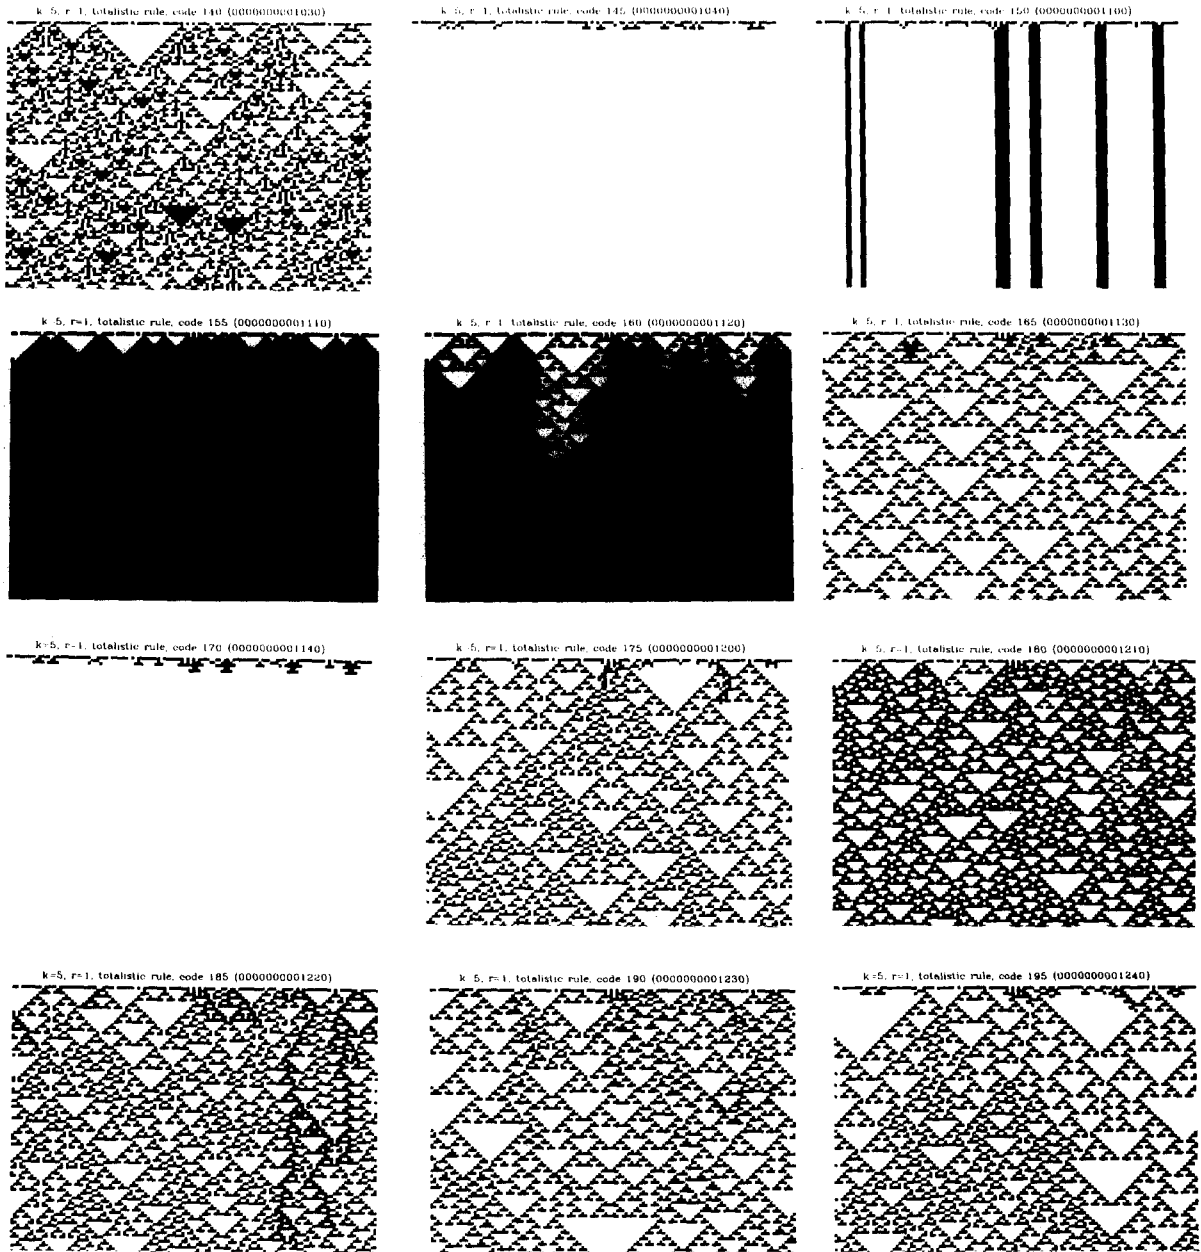 k=5, r=1, totalistic rule, code 140 (0000000001030)
k=5, r=1, totalistic rule, code 145 (0000000001040)
k=5, r=1, totalistic rule, code 150 (0000000001100)
k=5, r=1, totalistic rule, code 155 (0000000001110)
k=5, r=1, totalistic rule, code 160 (0000000001120)
k=5, r=1, totalistic rule, code 165 (0000000001130)
k=5, r=1, totalistic rule, code 170 (0000000001140)
k=5, r=1, totalistic rule, code 175 (0000000001200)
k=5, r=1, totalistic rule, code 180 (0000000001210)
k=5, r=1, totalistic rule, code 185 (0000000001220)
k=5, r=1, totalistic rule, code 190 (0000000001230)
k=5, r=1, totalistic rule, code 195 (0000000001240)